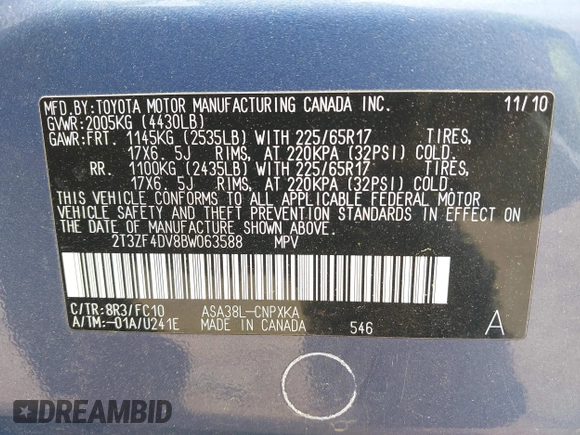 MFD.BY:TOYOTA MOTOR MANUFACTURING CANADA INC. 11/10
GVWR:2005KG (4430LB)
GAWR:FRT. 1145KG (2535LB) WITH 225/65R17 TIRES,
17X6. 5J RIMS, AT 220KPA (32PSI) COLD.
RR. 1100KG (2435LB) WITH 225/65R17 TIRES,
17X6. 5J RIMS, AT 220KPA (32PSI) COLD.
THIS VEHICLE CONFORMS TO ALL APPLICABLE FEDERAL MOTOR
VEHICLE SAFETY AND THEFT PREVENTION STANDARDS IN EFFECT ON
THE DATE OF MANUFACTURE SHOWN ABOVE.
2T3ZF4DV8BW063588 MPV
C/TR:8R3/FC10 ASA38L-CNPXKA
A/TM:-01A/U241E MADE IN CANADA 546 A
DREAMBID